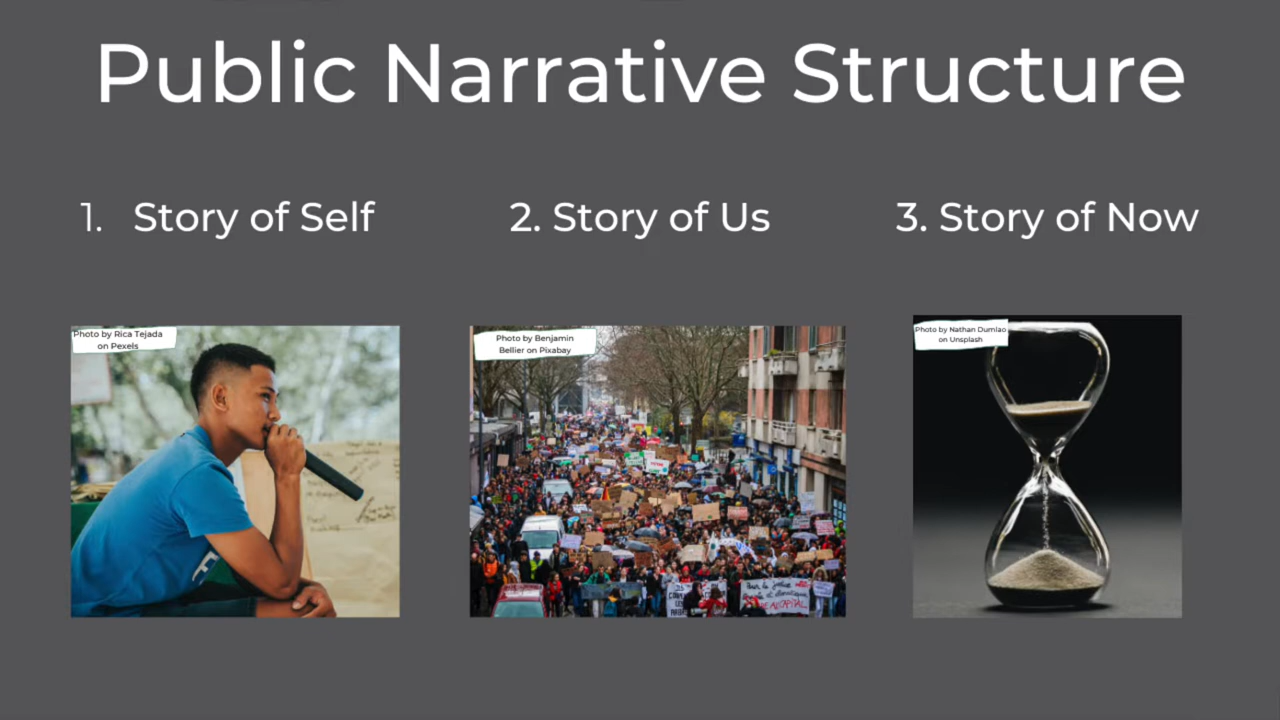 Public Narrative Structure
1. Story of Self
2. Story of Us
3. Story of Now
Photo by Rica Tejada
on Pexels
Photo by Benjamin
Bellier on Pixabay
Photo by Nathan Dumlao
on Unsplash